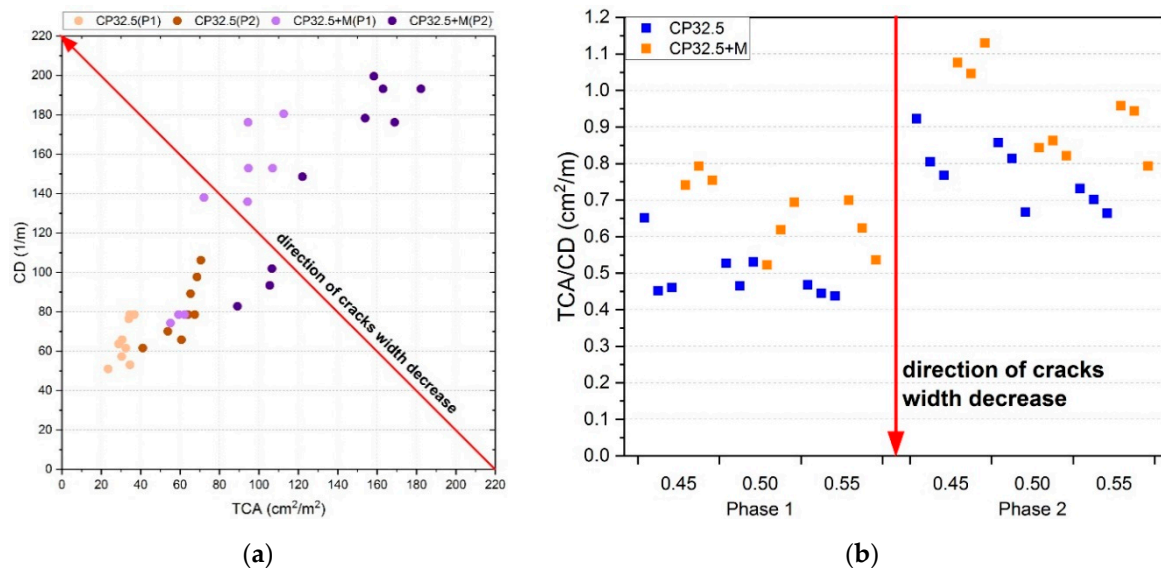 CP32.5(P1) CP32.5(P2) CP32.5+M(P1) CP32.5+M(P2)
220
200
180
160
140
120
100
80
60
40
20
0
CD (1/m)
direction of cracks width decrease
0 20 40 60 80 100 120 140 160 180 200 220
TCA (cm²/m²)
(a)
CP32.5
CP32.5+M
1.2
1.1
1.0
0.9
0.8
0.7
0.6
0.5
0.4
0.3
0.2
0.1
0.0
TCA/CD (cm²/m)
direction of cracks
width decrease
0.45 0.50 0.55 0.45 0.50 0.55
Phase 1 Phase 2
(b)